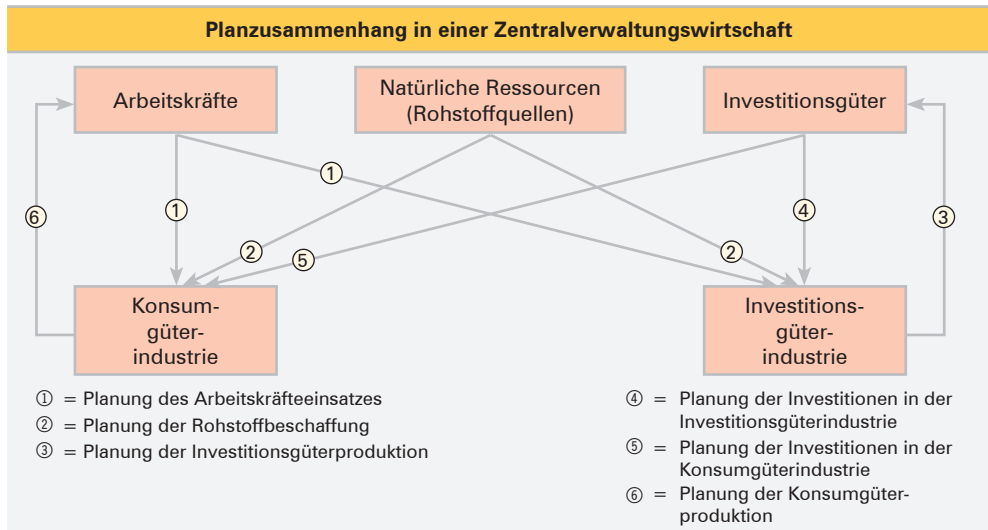 Planzusammenhang in einer Zentralverwaltungswirtschaft
Arbeitskräfte
Natürliche Ressourcen
(Rohstoffquellen)
Investitionsgüter
①
⑥
①
④
③
②
⑤
②
Konsum-
güter-
industrie
Investitions-
güter-
industrie
① = Planung des Arbeitskräfteeinsatzes
② = Planung der Rohstoffbeschaffung
③ = Planung der Investitionsgüterproduktion
④ = Planung der Investitionen in der
Investitionsgüterindustrie
⑤ = Planung der Investitionen in der
Konsumgüterindustrie
⑥ = Planung der Konsumgüter-
produktion